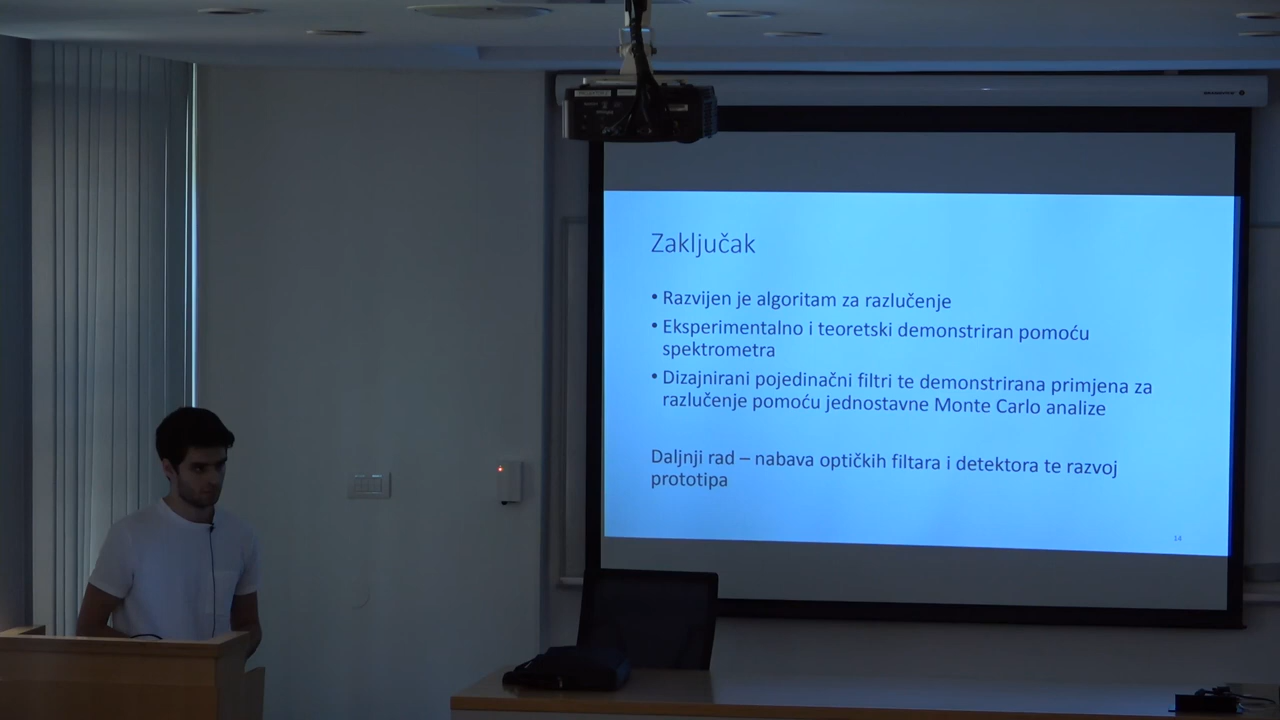 Zaključak
• Razvijen je algoritam za razlučenje
• Eksperimentalno i teoretski demonstriran pomoću
spektrometra
• Dizajnirani pojedinačni filtri te demonstrirana primjena za
razlučenje pomoću jednostavne Monte Carlo analize
Daljnji rad – nabava optičkih filtara i detektora te razvoj
prototipa
14